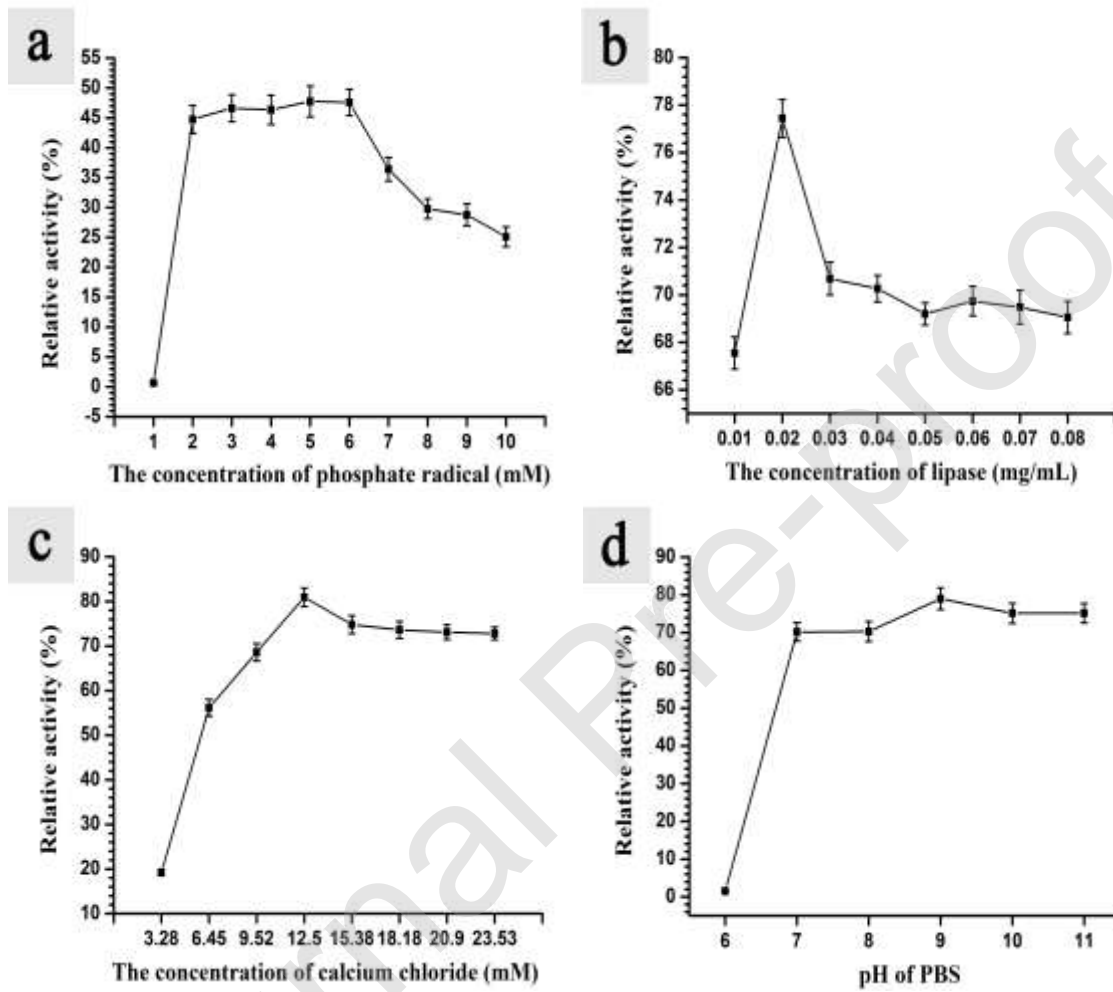 a
Relative activity (%)
55
50
45
40
35
30
25
20
15
10
5
0
-5
1 2 3 4 5 6 7 8 9 10
The concentration of phosphate radical (mM)
b
Relative activity (%)
80
78
76
74
72
70
68
66
0.01 0.02 0.03 0.04 0.05 0.06 0.07 0.08
The concentration of lipase (mg/mL)
c
Relative activity (%)
90
80
70
60
50
40
30
20
10
3.28 6.45 9.52 12.5 15.38 18.18 20.9 23.53
The concentration of calcium chloride (mM)
d
Relative activity (%)
90
80
70
60
50
40
30
20
10
0
6 7 8 9 10 11
pH of PBS
rnal Pre-proof